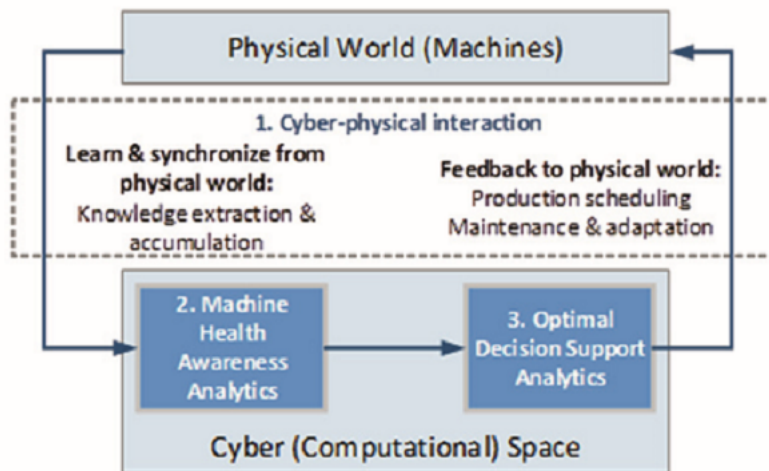 Physical World (Machines)
1. Cyber-physical interaction
Learn & synchronize from
physical world:
Knowledge extraction &
accumulation
Feedback to physical world:
Production scheduling
Maintenance & adaptation
2. Machine
Health
Awareness
Analytics
3. Optimal
Decision Support
Analytics
Cyber (Computational) Space